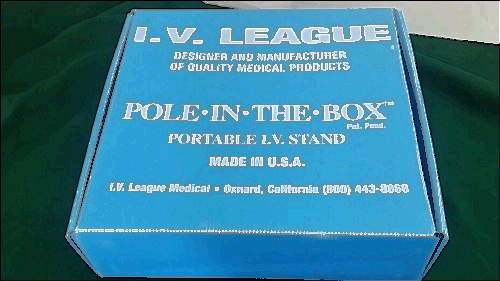 I.V. LEAGUE
DESIGNER AND MANUFACTURER
OF QUALITY MEDICAL PRODUCTS
POLE•IN•THE•BOX™
Pat. Pend.
PORTABLE I.V. STAND
MADE IN U.S.A.
I.V. League Medical • Oxnard, California (800) 443-8868